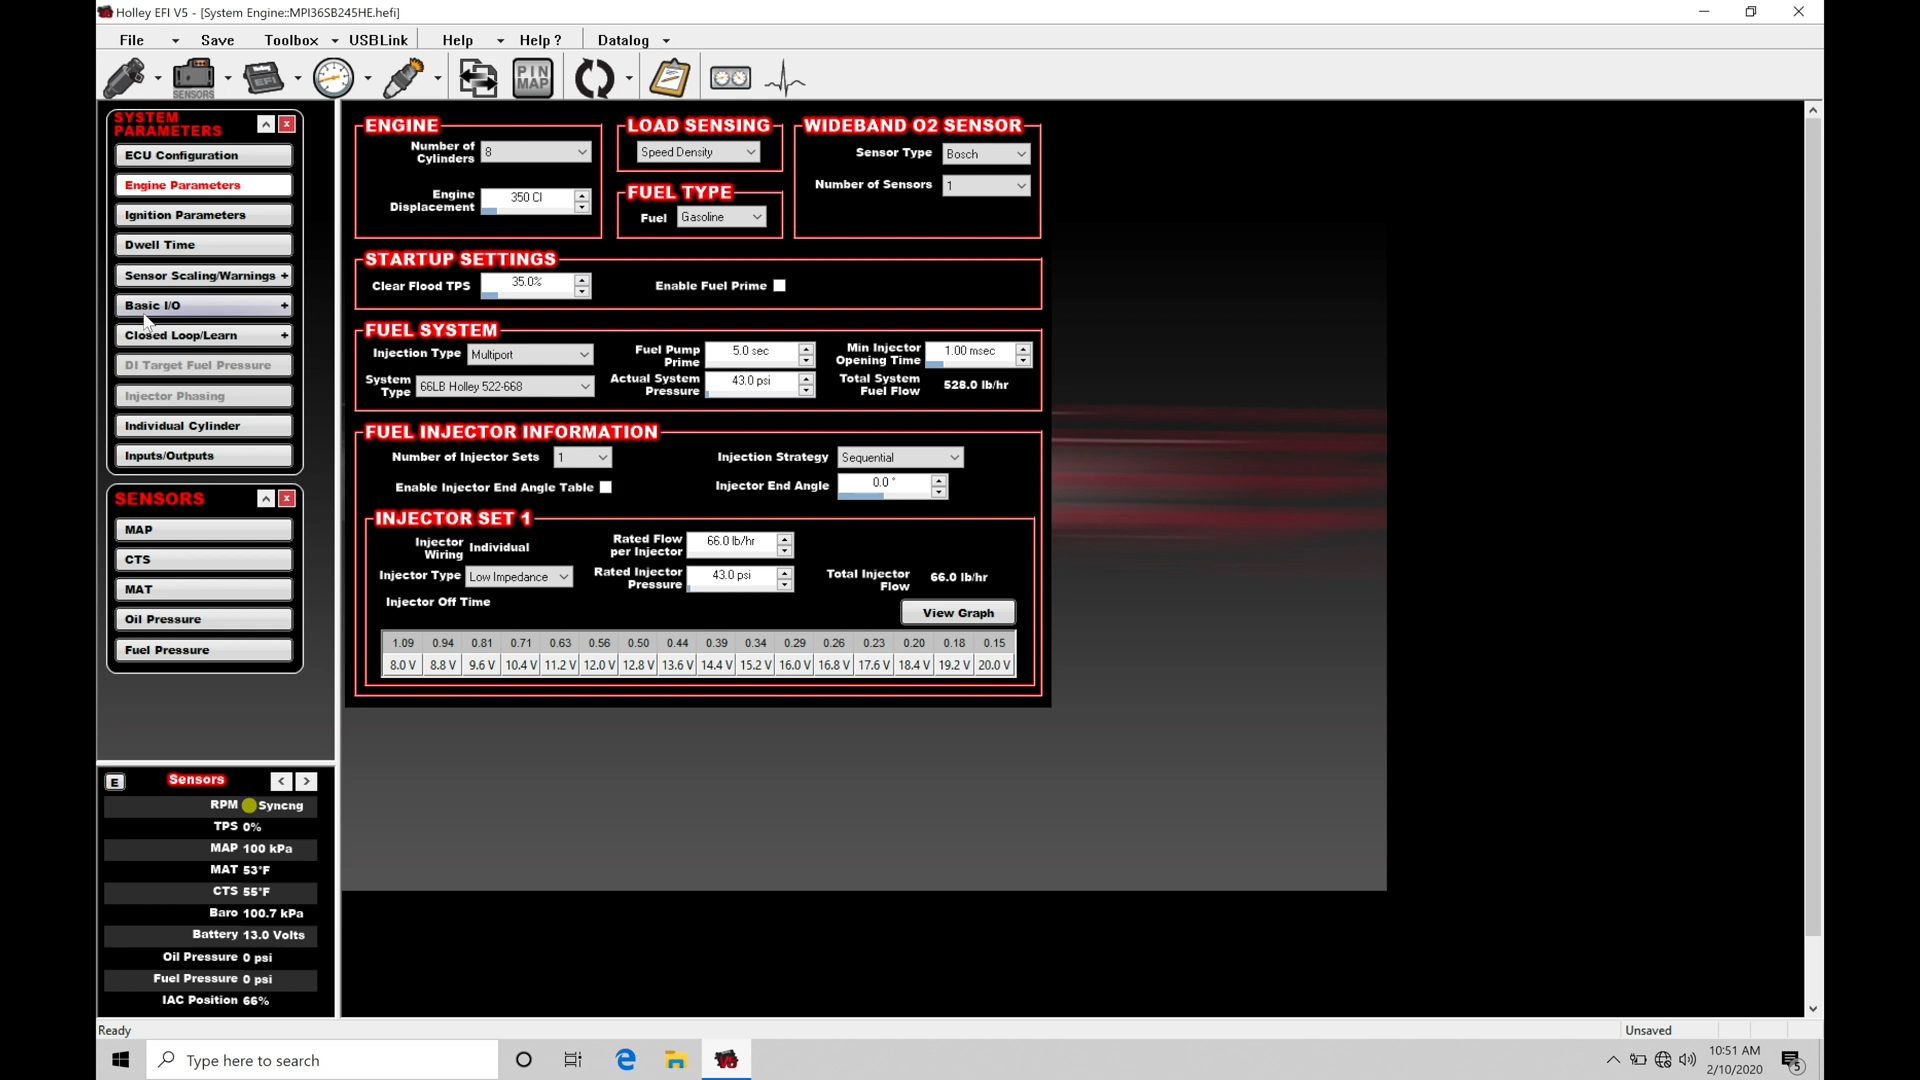 Holley EFI V5 - [System Engine::MPI36SB245HE.hefi]
File Save Toolbox USBLink Help Help ? Datalog
SENSORS EFI PIN MAP
SYSTEM PARAMETERS
ECU Configuration
Engine Parameters
Ignition Parameters
Dwell Time
Sensor Scaling/Warnings +
Basic I/O +
Closed Loop/Learn +
DI Target Fuel Pressure
Injector Phasing
Individual Cylinder
Inputs/Outputs
SENSORS
MAP
CTS
MAT
Oil Pressure
Fuel Pressure
E Sensors < >
RPM Syncng
TPS 0%
MAP 100 kPa
MAT 53°F
CTS 55°F
Baro 100.7 kPa
Battery 13.0 Volts
Oil Pressure 0 psi
Fuel Pressure 0 psi
IAC Position 66%
ENGINE
Number of Cylinders 8
Engine Displacement 350 CI
LOAD SENSING
Speed Density
FUEL TYPE
Fuel Gasoline
WIDEBAND O2 SENSOR
Sensor Type Bosch
Number of Sensors 1
STARTUP SETTINGS
Clear Flood TPS 35.0% Enable Fuel Prime
FUEL SYSTEM
Injection Type Multiport Fuel Pump Prime 5.0 sec Min Injector Opening Time 1.00 msec
System Type 66LB Holley 522-668 Actual System Pressure 43.0 psi Total System Fuel Flow 528.0 lb/hr
FUEL INJECTOR INFORMATION
Number of Injector Sets 1 Injection Strategy Sequential
Enable Injector End Angle Table Injector End Angle 0.0 °
INJECTOR SET 1
Injector Wiring Individual Rated Flow per Injector 66.0 lb/hr
Injector Type Low Impedance Rated Injector Pressure 43.0 psi Total Injector Flow 66.0 lb/hr
Injector Off Time View Graph
1.09 0.94 0.81 0.71 0.63 0.56 0.50 0.44 0.39 0.34 0.29 0.26 0.23 0.20 0.18 0.15
8.0 V 8.8 V 9.6 V 10.4 V 11.2 V 12.0 V 12.8 V 13.6 V 14.4 V 15.2 V 16.0 V 16.8 V 17.6 V 18.4 V 19.2 V 20.0 V
Ready Unsaved
Type here to search
10:51 AM
2/10/2020
5